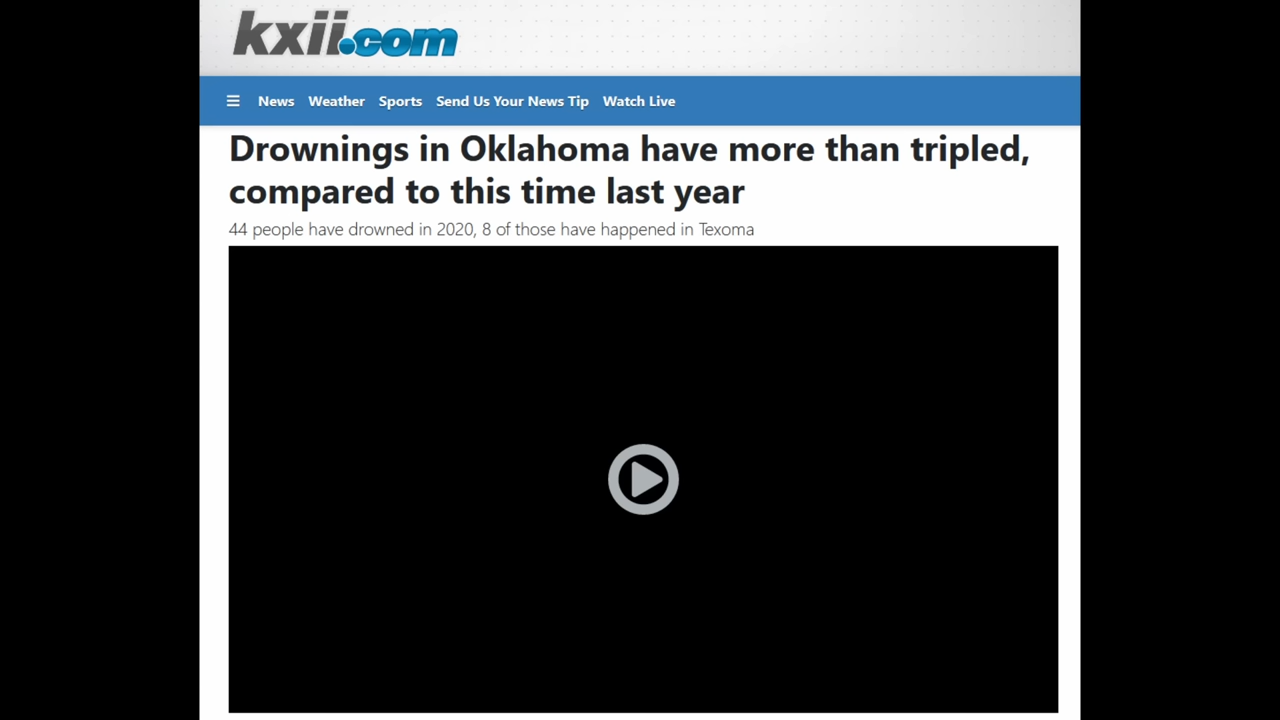 kxii.com
☰ News Weather Sports Send Us Your News Tip Watch Live
Drownings in Oklahoma have more than tripled,
compared to this time last year
44 people have drowned in 2020, 8 of those have happened in Texoma